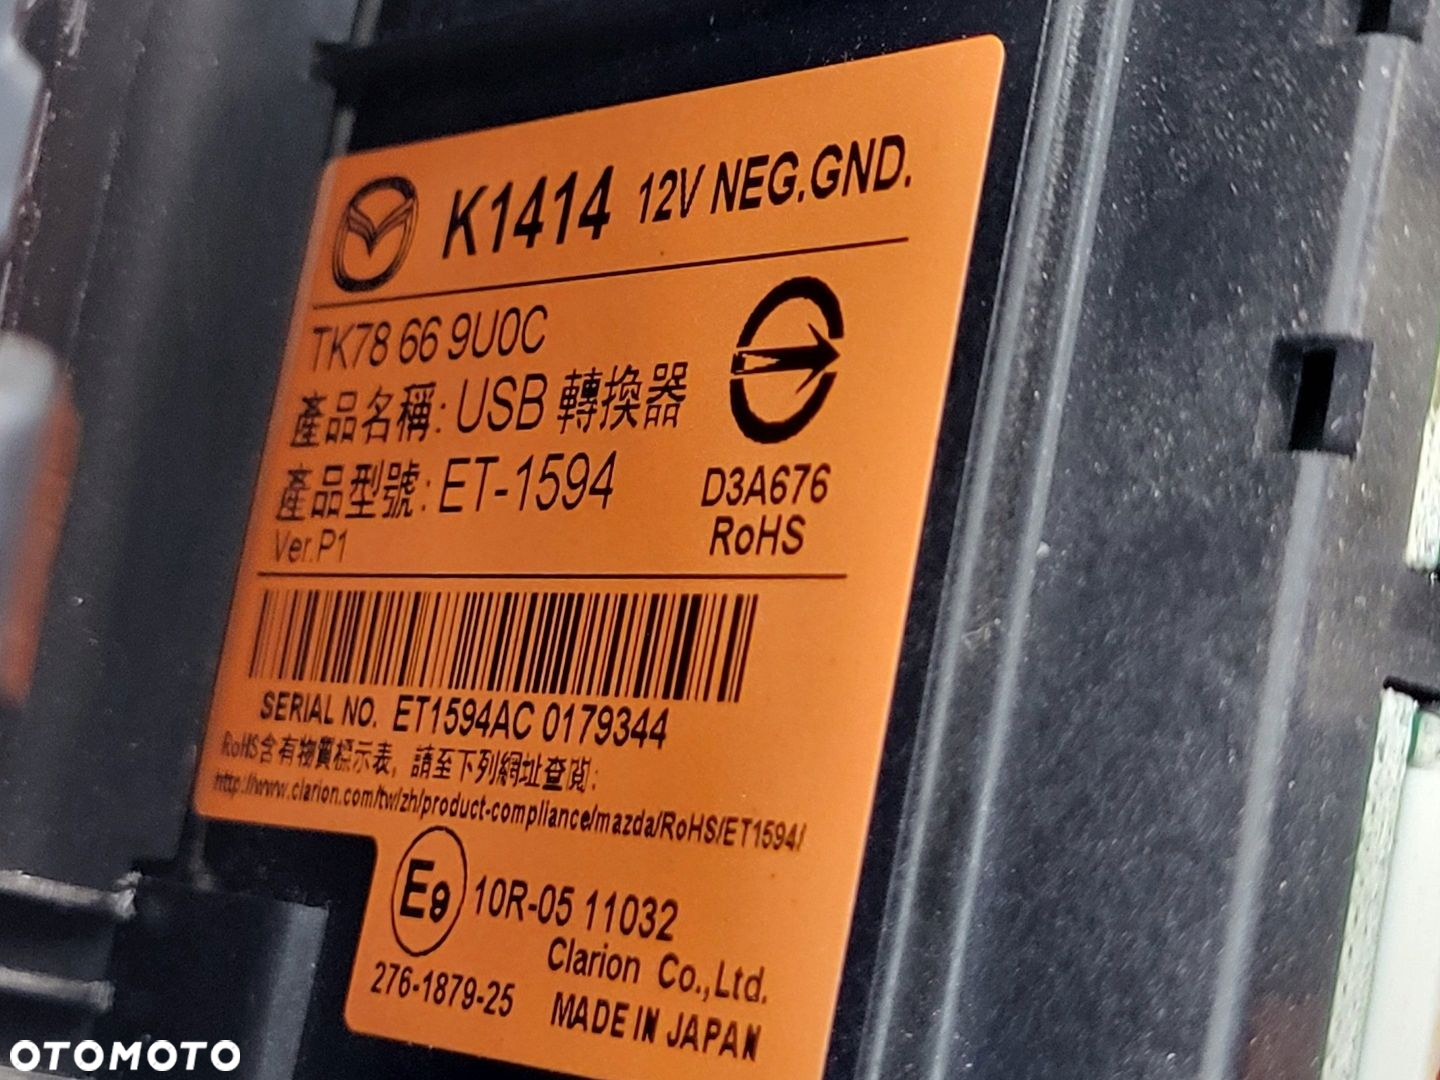 K1414 12V NEG.GND.
TK78 66 9U0C
產品名稱: USB 轉換器
產品型號: ET-1594
Ver.P1
D3A676
RoHS
SERIAL NO. ET1594AC 0179344
RoHS含有物質標示表, 請至下列網址查閱:
http://www.clarion.com/tw/zh/product-compliance/mazda/RoHS/ET1594/
E9 10R-05 11032
Clarion Co.,Ltd.
276-1879-25 MADE IN JAPAN
OTOMOTO